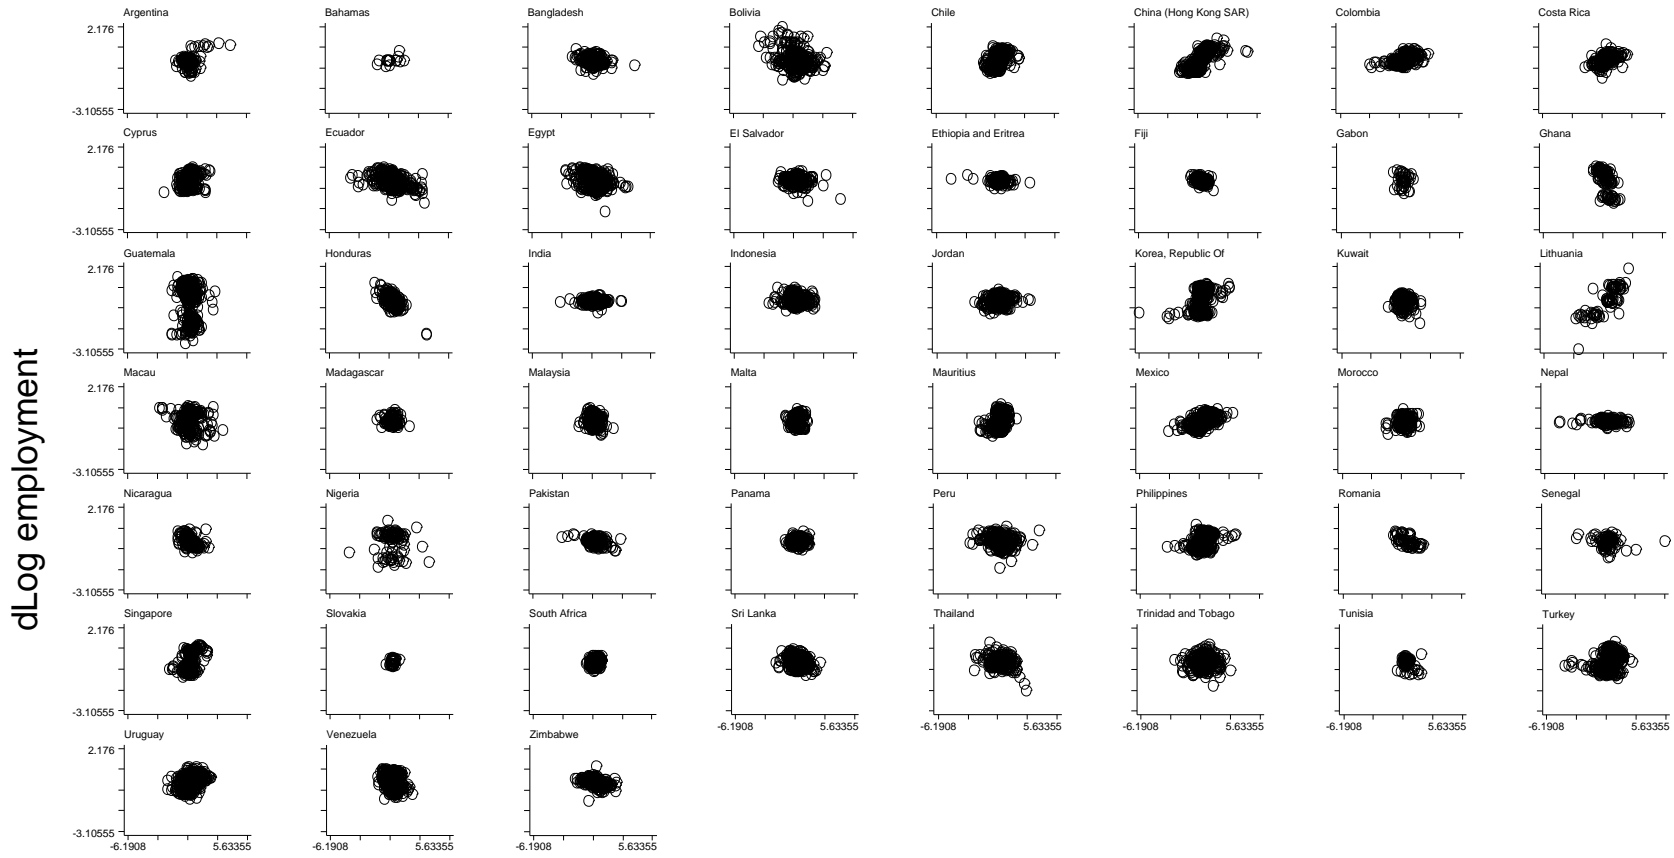 Argentina Bahamas Bangladesh Bolivia Chile China (Hong Kong SAR) Colombia Costa Rica
2.176
-3.10555
Cyprus Ecuador Egypt El Salvador Ethiopia and Eritrea Fiji Gabon Ghana
2.176
-3.10555
Guatemala Honduras India Indonesia Jordan Korea, Republic Of Kuwait Lithuania
2.176
-3.10555
Macau Madagascar Malaysia Malta Mauritius Mexico Morocco Nepal
2.176
-3.10555
Nicaragua Nigeria Pakistan Panama Peru Philippines Romania Senegal
2.176
-3.10555
Singapore Slovakia South Africa Sri Lanka Thailand Trinidad and Tobago Tunisia Turkey
2.176
-3.10555
-6.1908 5.63355 -6.1908 5.63355 -6.1908 5.63355 -6.1908 5.63355 -6.1908 5.63355
Uruguay Venezuela Zimbabwe
2.176
-3.10555
-6.1908 5.63355 -6.1908 5.63355 -6.1908 5.63355
dLog employment